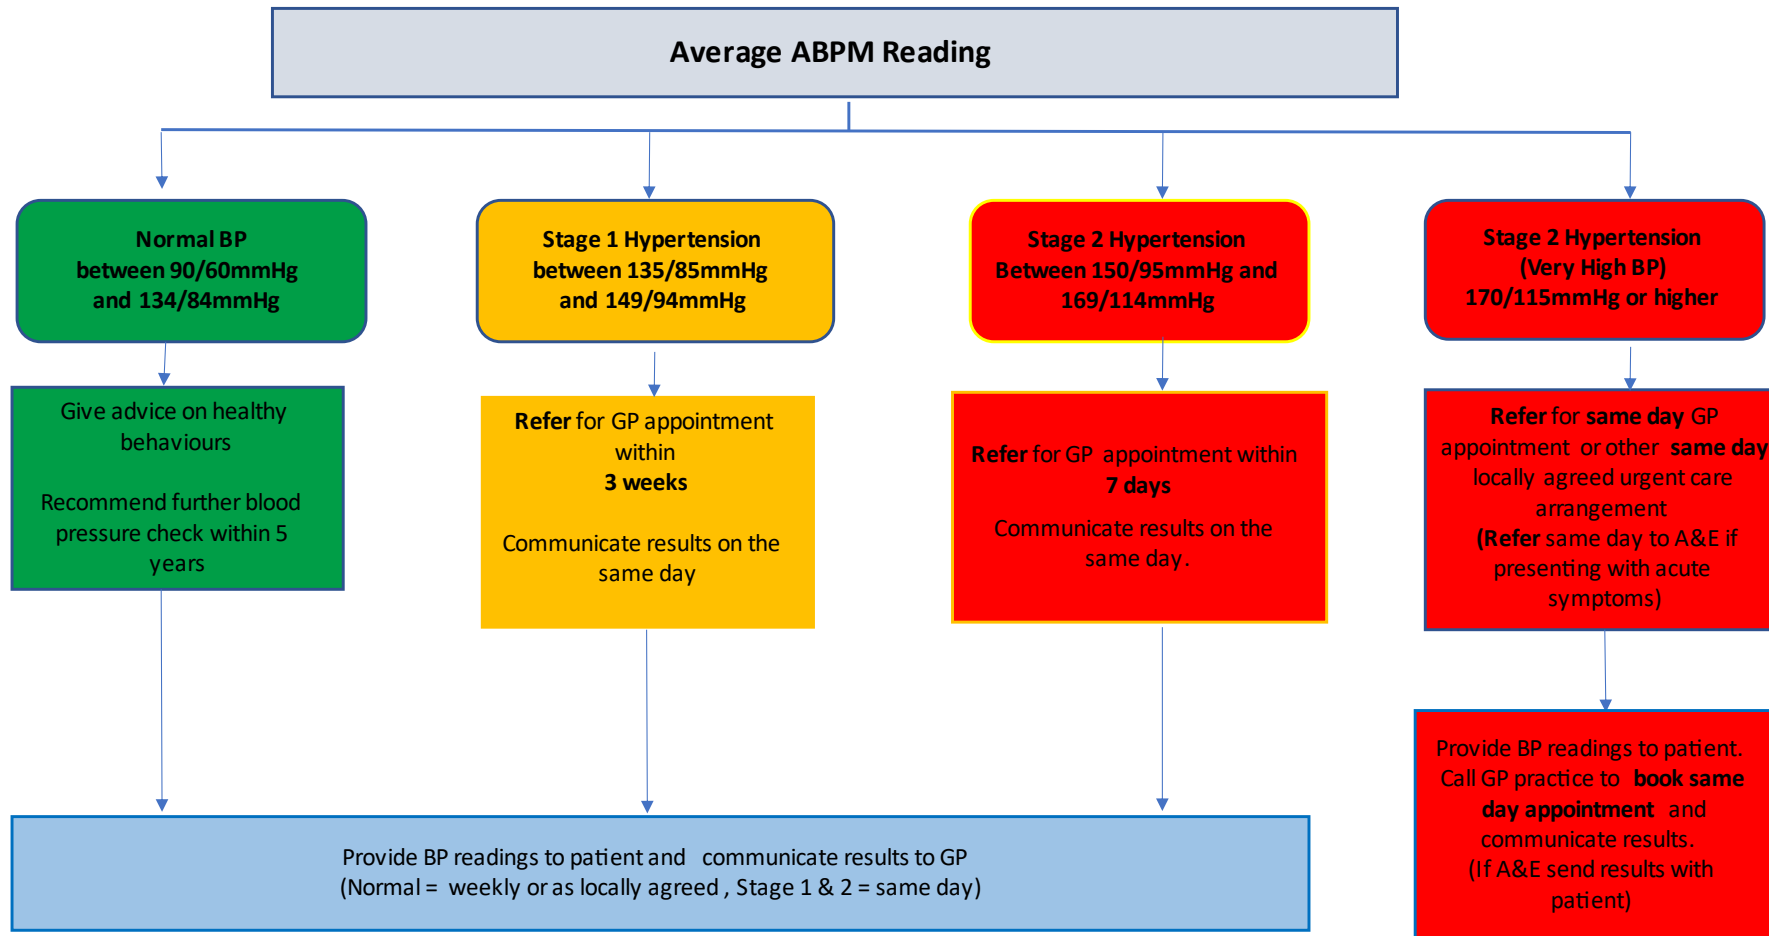 Average ABPM Reading
Normal BP
between 90/60mmHg
and 134/84mmHg
Stage 1 Hypertension
between 135/85mmHg
and 149/94mmHg
Stage 2 Hypertension
Between 150/95mmHg and
169/114mmHg
Stage 2 Hypertension
(Very High BP)
170/115mmHg or higher
Give advice on healthy
behaviours
Recommend further blood
pressure check within 5
years
Refer for GP appointment
within
3 weeks
Communicate results on the
same day
Refer for GP appointment within
7 days
Communicate results on the
same day.
Refer for same day GP
appointment or other same day
locally agreed urgent care
arrangement
(Refer same day to A&E if
presenting with acute
symptoms)
Provide BP readings to patient and communicate results to GP
(Normal = weekly or as locally agreed , Stage 1 & 2 = same day)
Provide BP readings to patient.
Call GP practice to book same
day appointment and
communicate results.
(If A&E send results with
patient)